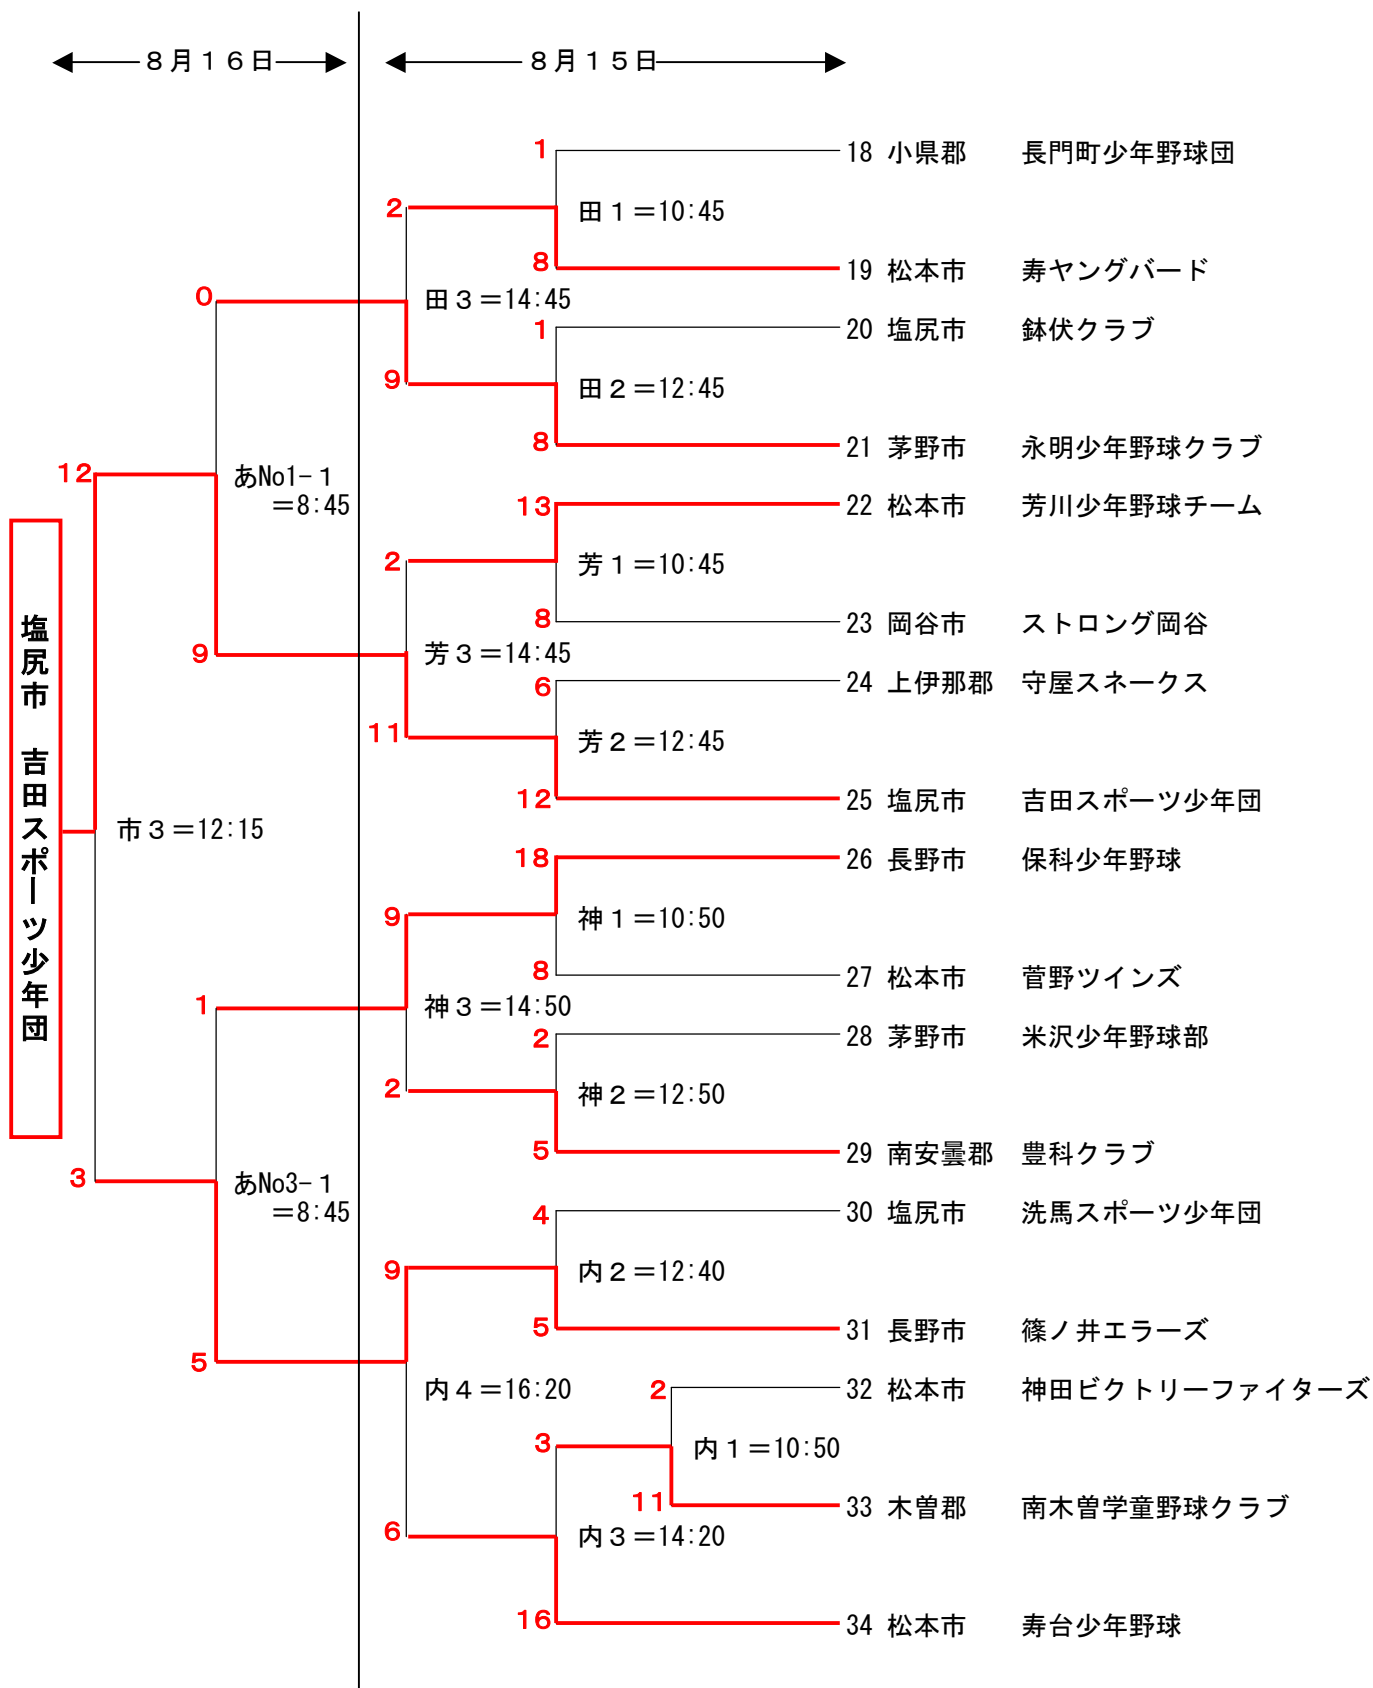 ８月１６日
８月１５日
1
18 小県郡 長門町少年野球団
2
田１＝10:45
8
19 松本市 寿ヤングバード
0
田３＝14:45
1
20 塩尻市 鉢伏クラブ
9
田２＝12:45
8
21 茅野市 永明少年野球クラブ
12
あNo1-１
＝8:45
13
22 松本市 芳川少年野球チーム
2
芳１＝10:45
8
23 岡谷市 ストロング岡谷
9
芳３＝14:45
6
24 上伊那郡 守屋スネークス
11
芳２＝12:45
12
25 塩尻市 吉田スポーツ少年団
塩尻市 吉田スポーツ少年団
市３＝12:15
18
26 長野市 保科少年野球
9
神１＝10:50
8
27 松本市 菅野ツインズ
1
神３＝14:50
2
28 茅野市 米沢少年野球部
2
神２＝12:50
5
29 南安曇郡 豊科クラブ
3
あNo3-１
＝8:45
4
30 塩尻市 洗馬スポーツ少年団
9
内２＝12:40
5
31 長野市 篠ノ井エラーズ
5
内４＝16:20
2
32 松本市 神田ビクトリーファイターズ
3
内１＝10:50
11
33 木曽郡 南木曽学童野球クラブ
6
内３＝14:20
16
34 松本市 寿台少年野球